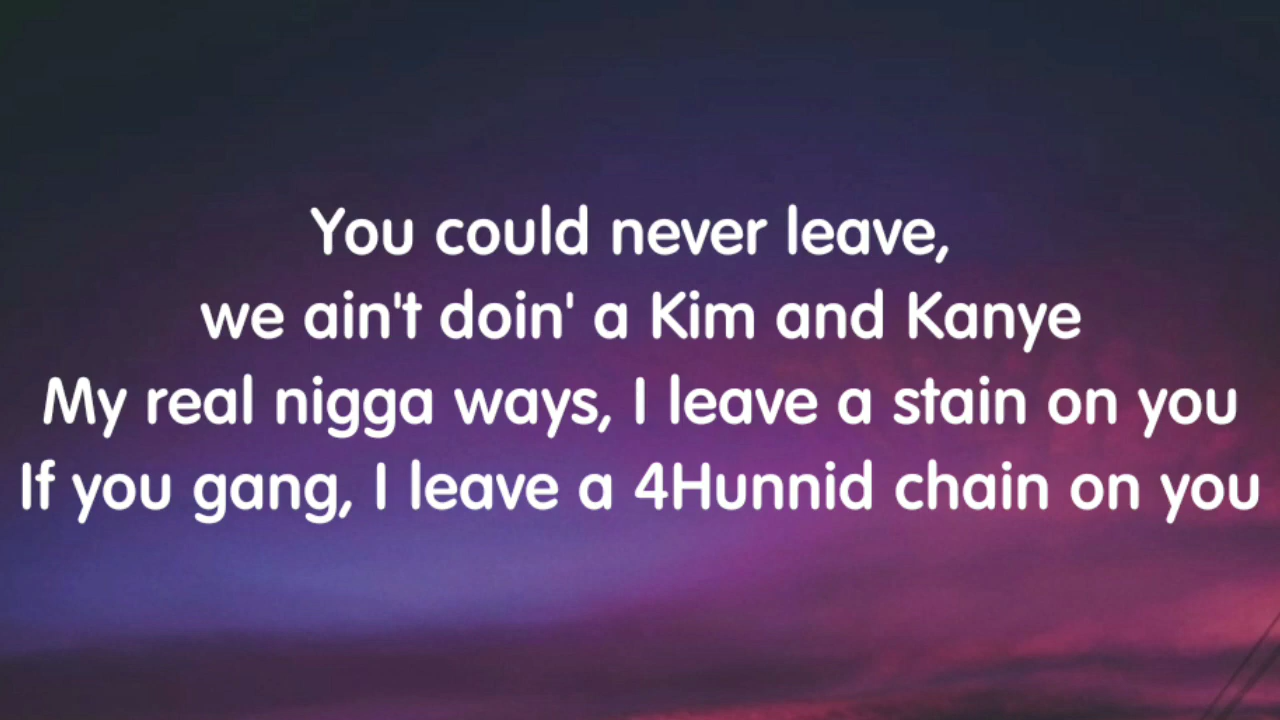 You could never leave,
we ain't doin' a Kim and Kanye
My real nigga ways, I leave a stain on you
If you gang, I leave a 4Hunnid chain on you